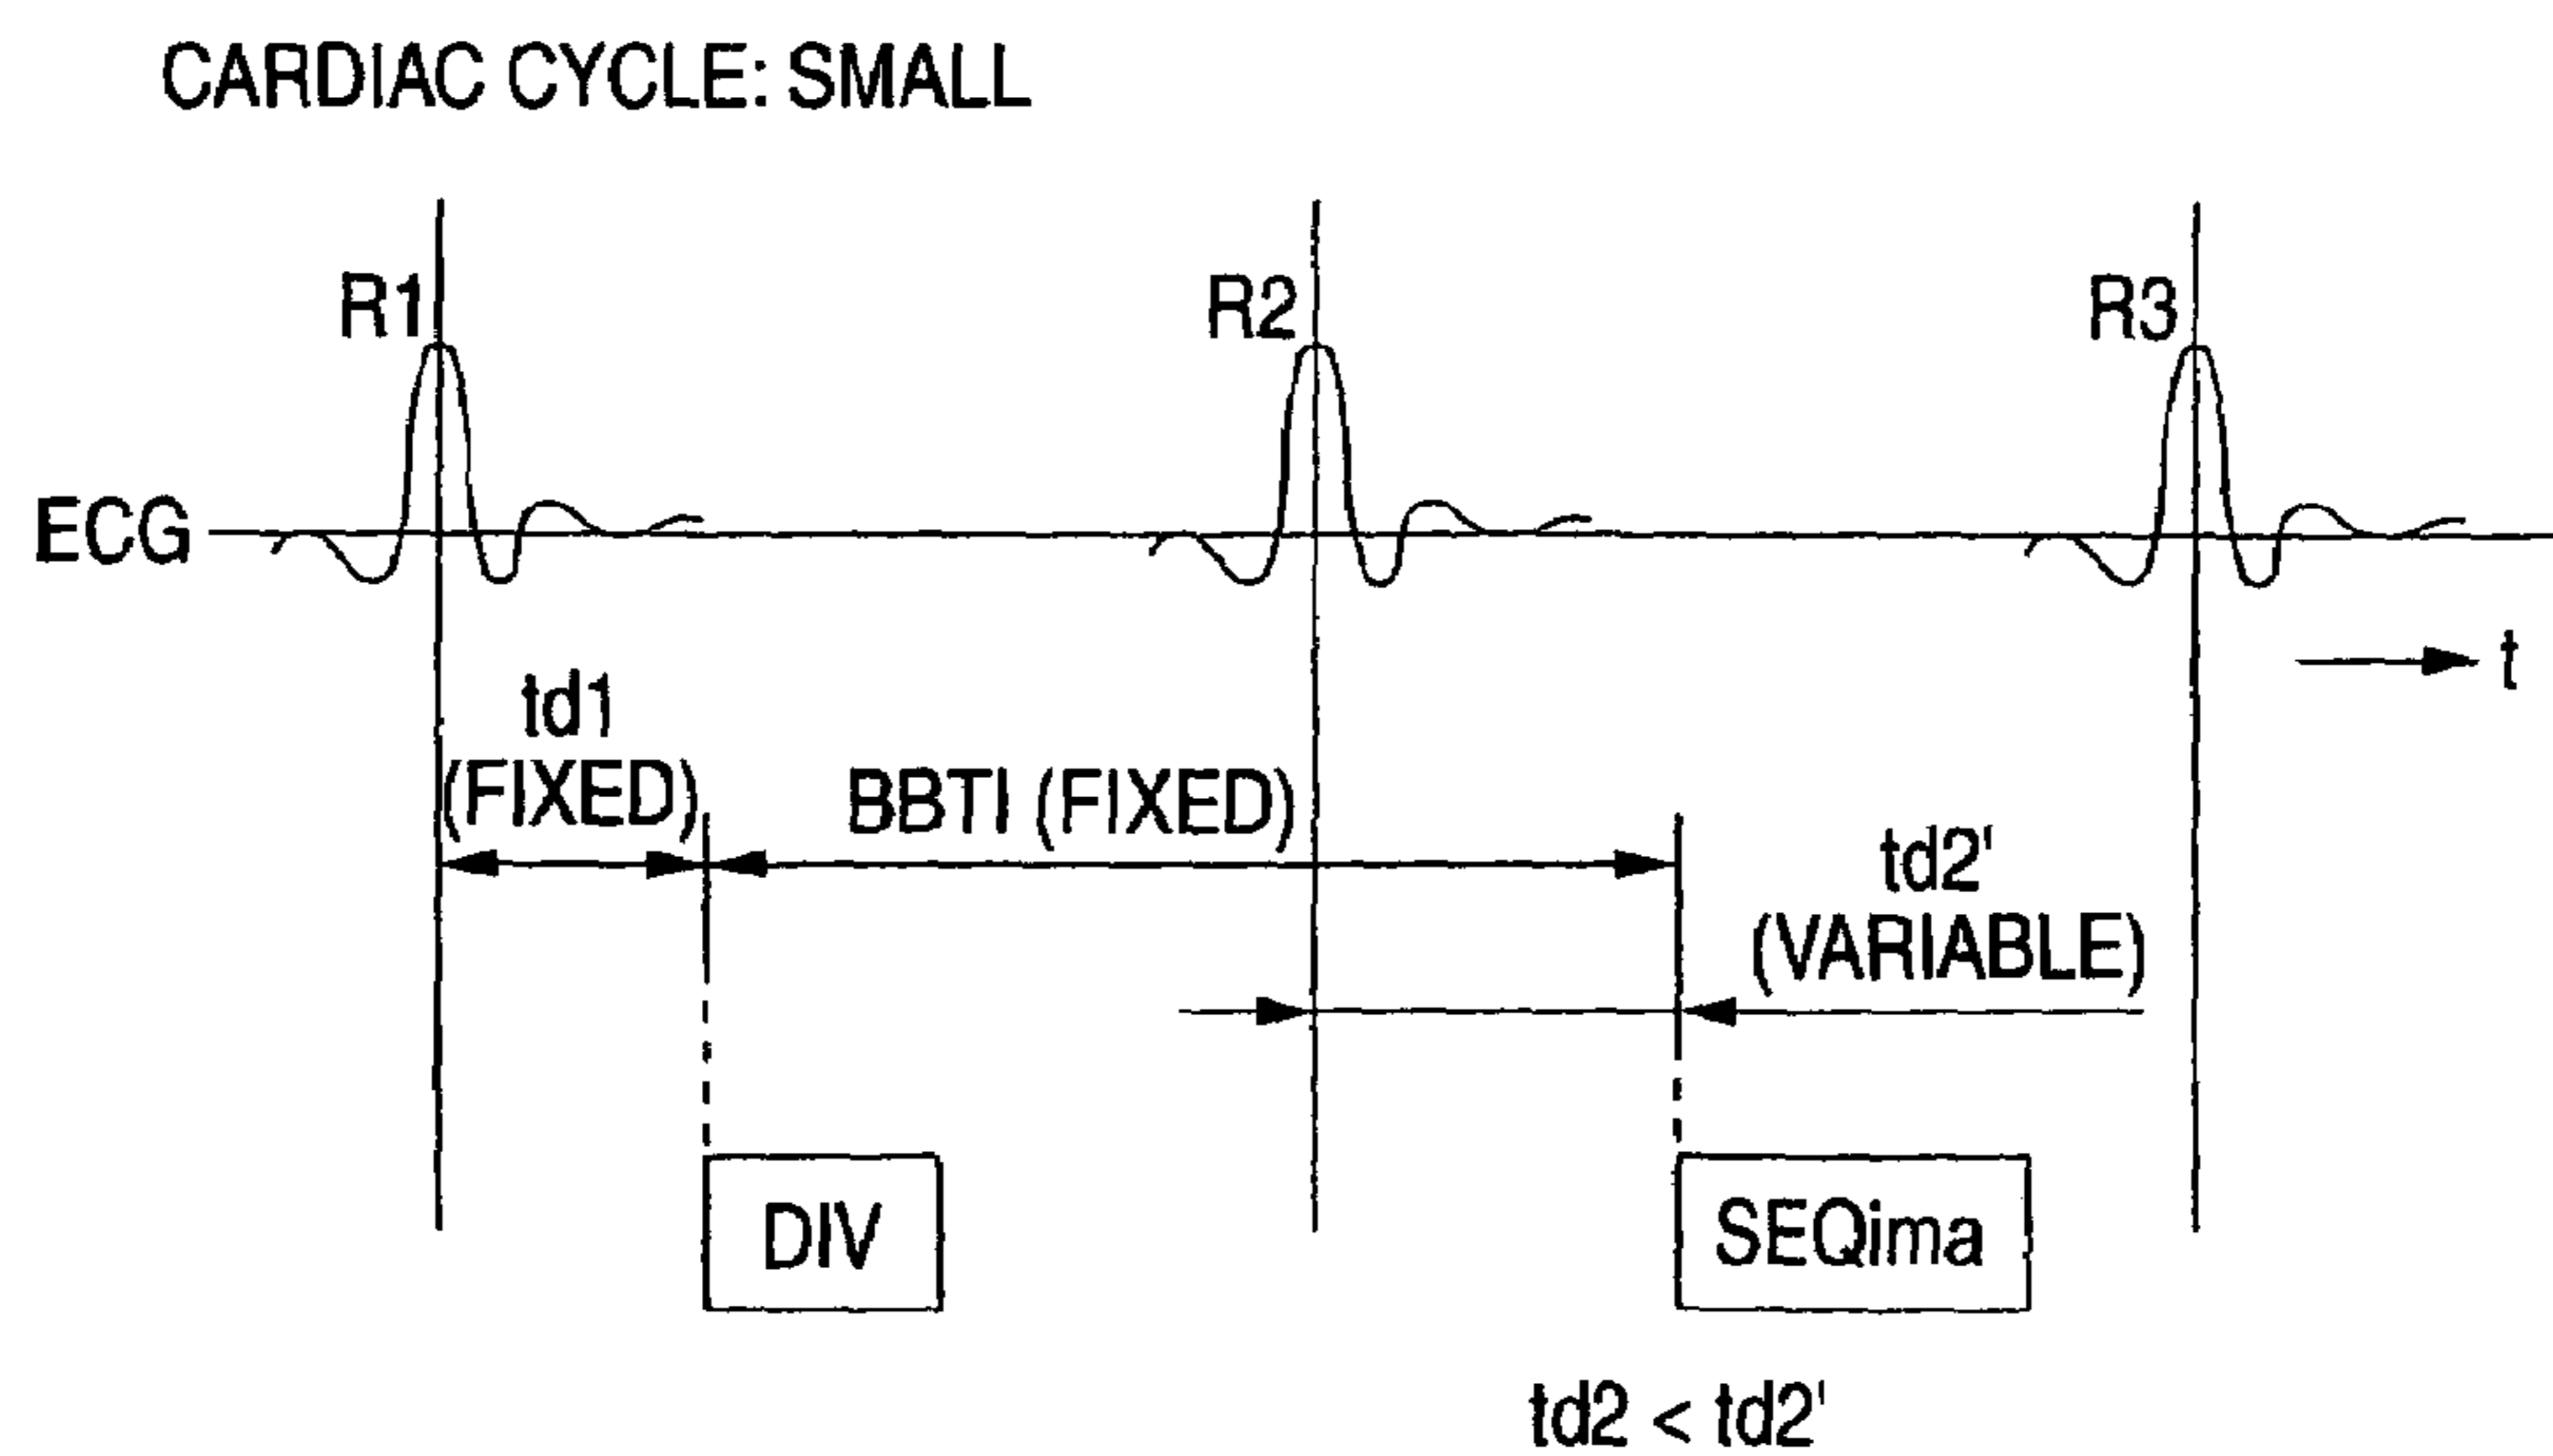 CARDIAC CYCLE: SMALL
R1
R2
R3
ECG
t
td1
(FIXED)
BBTI (FIXED)
td2'
(VARIABLE)
DIV
SEQima
td2 < td2'